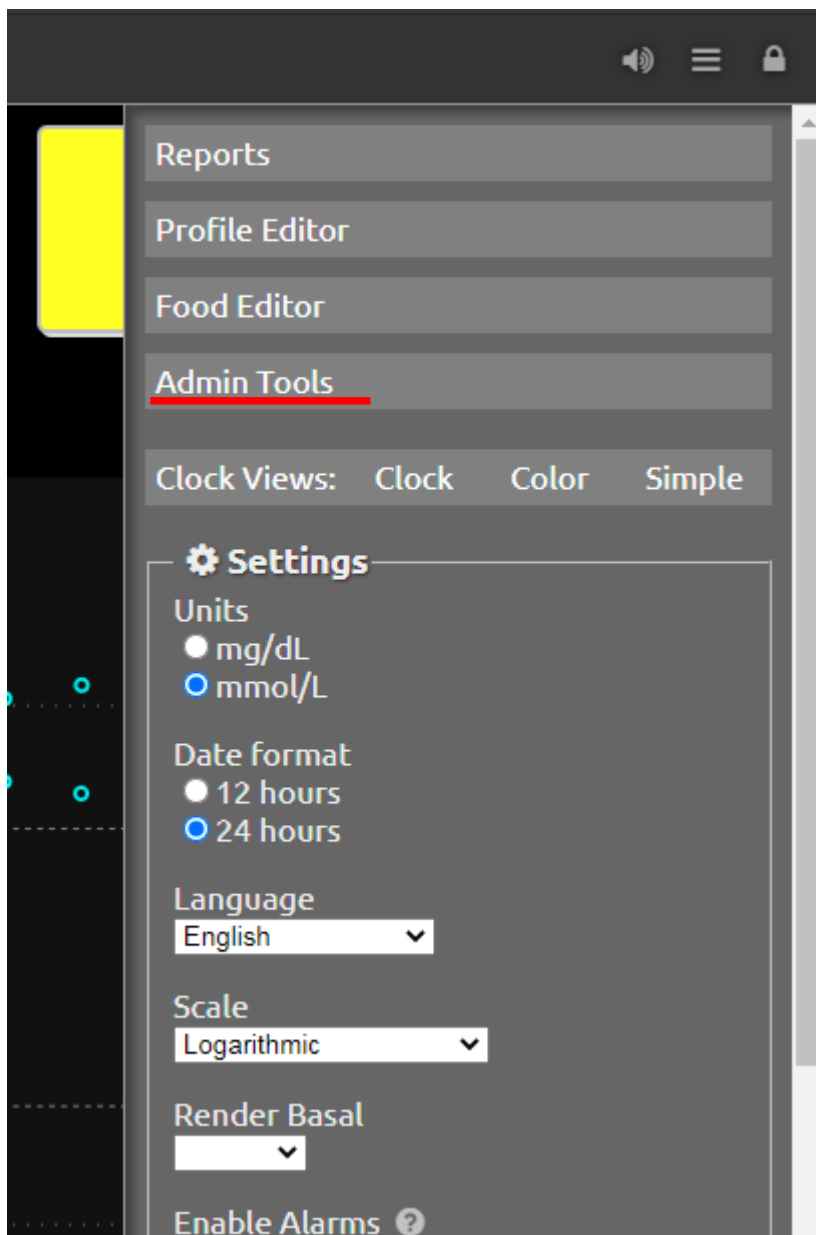 Reports
Profile Editor
Food Editor
Admin Tools
Clock Views: Clock Color Simple
Settings
Units
mg/dL
mmol/L
Date format
12 hours
24 hours
Language
English
Scale
Logarithmic
Render Basal
Enable Alarms ?